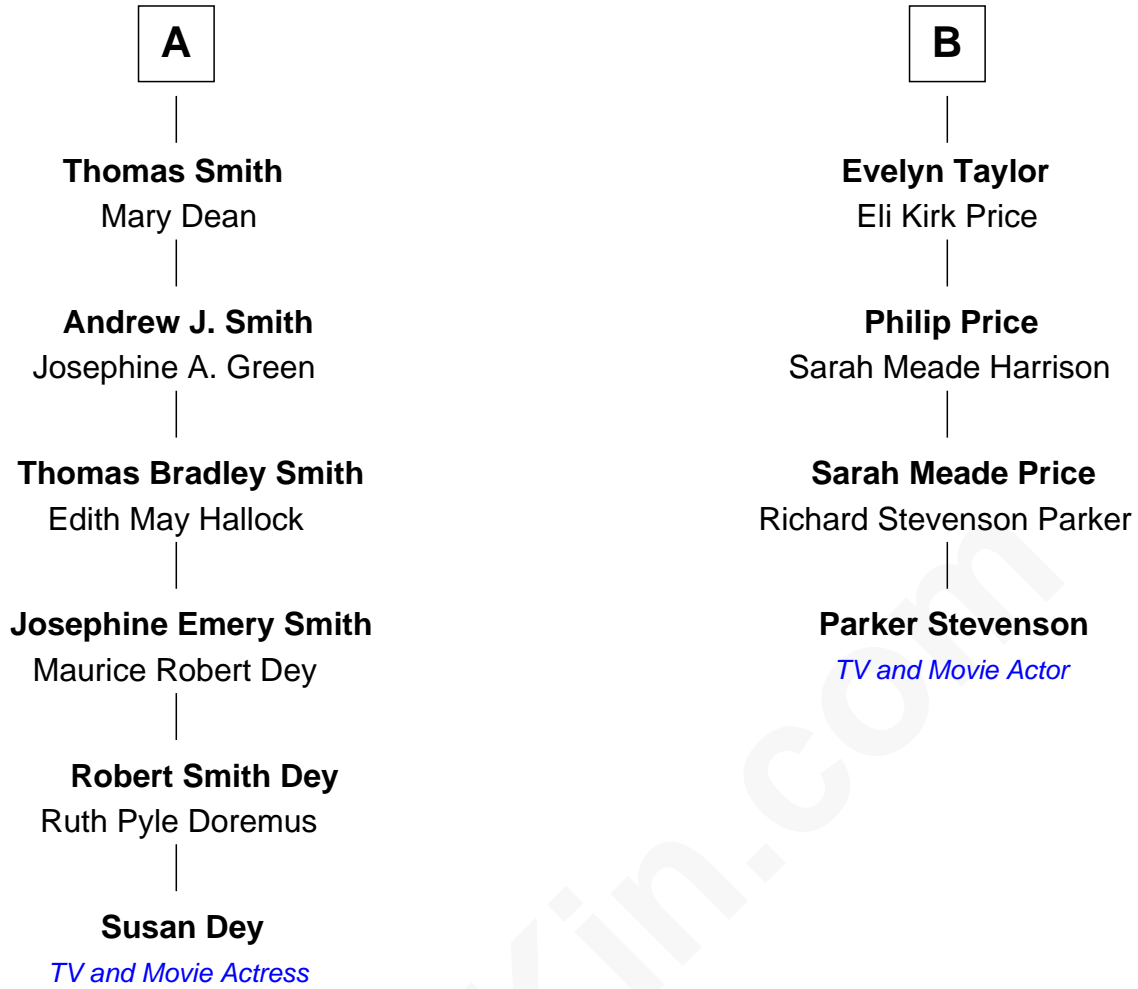 A
Thomas Smith
Mary Dean
Andrew J. Smith
Josephine A. Green
Thomas Bradley Smith
Edith May Hallock
Josephine Emery Smith
Maurice Robert Dey
Robert Smith Dey
Ruth Pyle Doremus
Susan Dey
TV and Movie Actress
B
Evelyn Taylor
Eli Kirk Price
Philip Price
Sarah Meade Harrison
Sarah Meade Price
Richard Stevenson Parker
Parker Stevenson
TV and Movie Actor
Kin.com